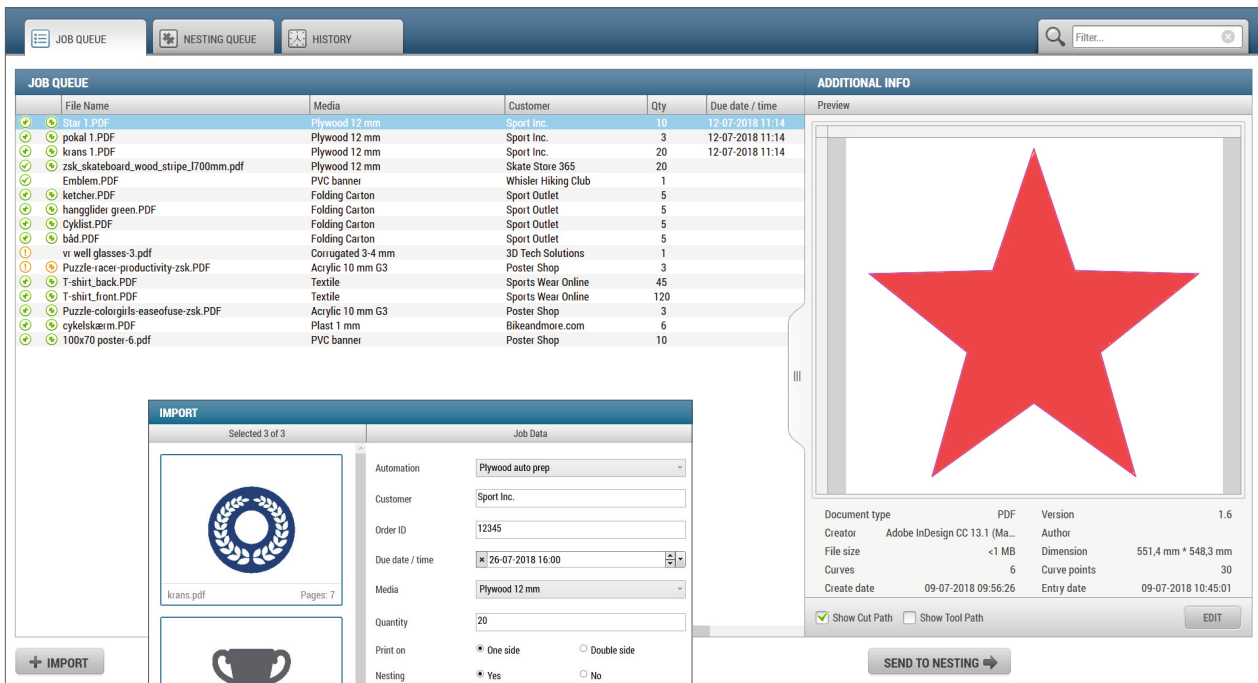 JOB QUEUE NESTING QUEUE HISTORY Filter...
JOB QUEUE
File Name Media Customer Qty Due date / time
Star 1.PDF Plywood 12 mm Sport Inc. 10 12-07-2018 11:14
pokal 1.PDF Plywood 12 mm Sport Inc. 3 12-07-2018 11:14
krans 1.PDF Plywood 12 mm Sport Inc. 20 12-07-2018 11:14
zsk_skateboard_wood_stripe_l700mm.pdf Plywood 12 mm Skate Store 365 20
Emblem.PDF PVC banner Whisler Hiking Club 1
ketcher.PDF Folding Carton Sport Outlet 5
hangglider green.PDF Folding Carton Sport Outlet 5
Cyklist.PDF Folding Carton Sport Outlet 5
båd.PDF Folding Carton Sport Outlet 5
vr well glasses-3.pdf Corrugated 3-4 mm 3D Tech Solutions 1
Puzzle-racer-productivity-zsk.PDF Acrylic 10 mm G3 Poster Shop 3
T-shirt_back.PDF Textile Sports Wear Online 45
T-shirt_front.PDF Textile Sports Wear Online 120
Puzzle-colorgirls-easeofuse-zsk.PDF Acrylic 10 mm G3 Poster Shop 3
cykelskærm.PDF Plast 1 mm Bikeandmore.com 6
100x70 poster-6.pdf PVC banner Poster Shop 10
IMPORT
Selected 3 of 3 Job Data
krans.pdf Pages: 7
Automation Plywood auto prep
Customer Sport Inc.
Order ID 12345
Due date / time × 26-07-2018 16:00
Media Plywood 12 mm
Quantity 20
Print on One side Double side
Nesting Yes No
+ IMPORT
ADDITIONAL INFO
Preview
Document type PDF Version 1.6
Creator Adobe InDesign CC 13.1 (Ma... Author
File size <1 MB Dimension 551,4 mm * 548,3 mm
Curves 6 Curve points 30
Create date 09-07-2018 09:56:26 Entry date 09-07-2018 10:45:01
Show Cut Path Show Tool Path EDIT
SEND TO NESTING